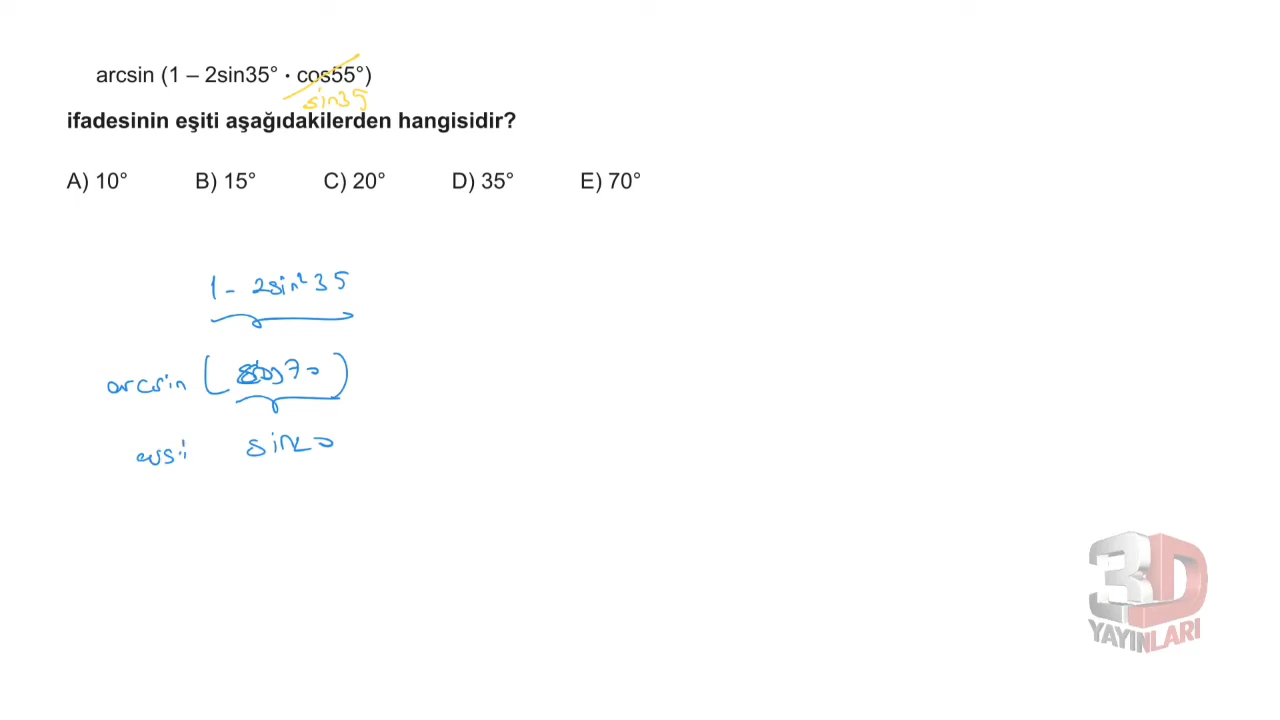 arcsin (1 – 2sin35° · cos55°)
sin35
ifadesinin eşiti aşağıdakilerden hangisidir?
A) 10° B) 15° C) 20° D) 35° E) 70°
1 - 2sin²35
arcsin (cos70)
sin20
3D
YAYINLARI